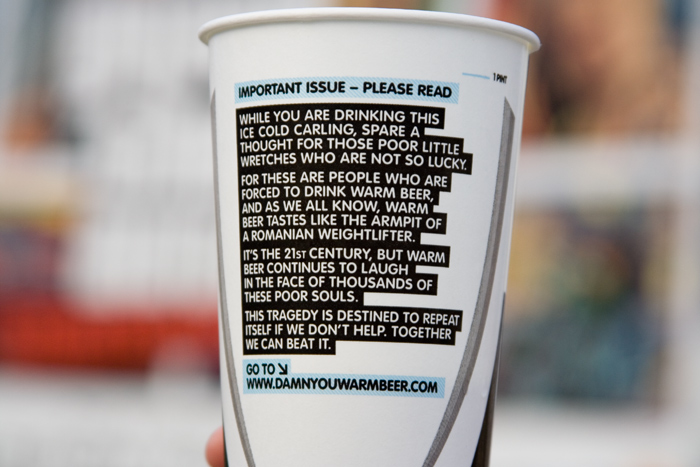 1 PINT
IMPORTANT ISSUE – PLEASE READ
WHILE YOU ARE DRINKING THIS
ICE COLD CARLING, SPARE A
THOUGHT FOR THOSE POOR LITTLE
WRETCHES WHO ARE NOT SO LUCKY.
FOR THESE ARE PEOPLE WHO ARE
FORCED TO DRINK WARM BEER,
AND AS WE ALL KNOW, WARM
BEER TASTES LIKE THE ARMPIT OF
A ROMANIAN WEIGHTLIFTER.
IT'S THE 21ST CENTURY, BUT WARM
BEER CONTINUES TO LAUGH
IN THE FACE OF THOUSANDS OF
THESE POOR SOULS.
THIS TRAGEDY IS DESTINED TO REPEAT
ITSELF IF WE DON'T HELP. TOGETHER
WE CAN BEAT IT.
GO TO
WWW.DAMNYOUWARMBEER.COM